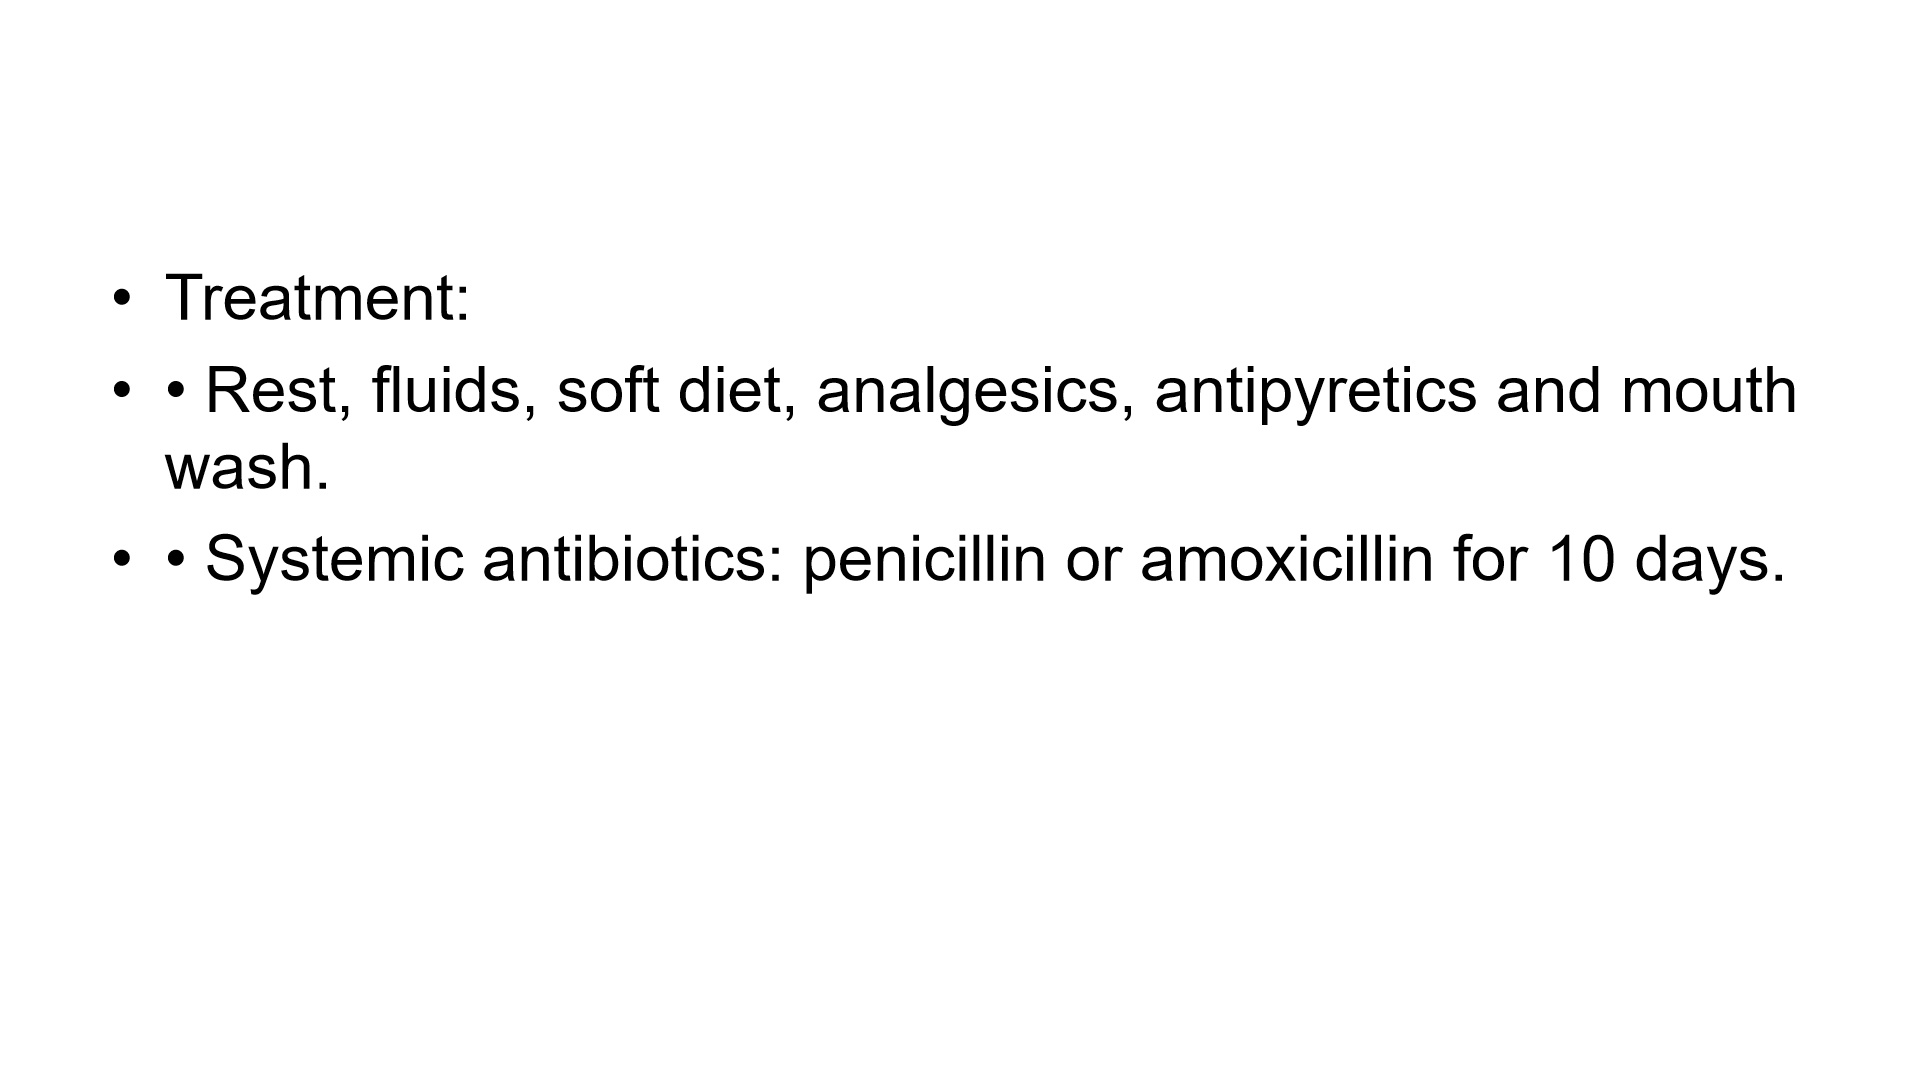 • Treatment:
• • Rest, fluids, soft diet, analgesics, antipyretics and mouth
wash.
• • Systemic antibiotics: penicillin or amoxicillin for 10 days.